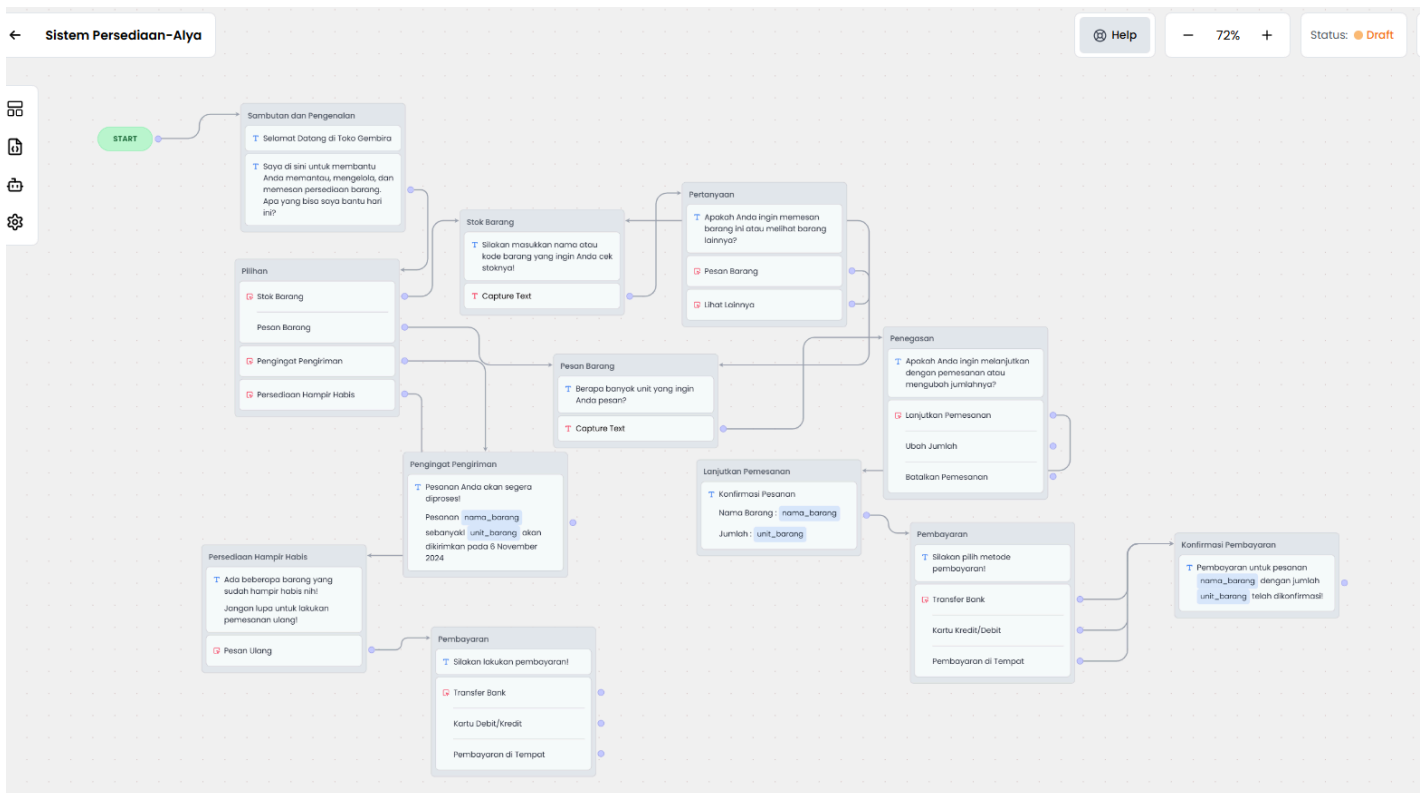 Sistem Persediaan-Alya
Help
72%
Status: Draft
START
Sambutan dan Pengenalan
Selamat Datang di Toko Gembira
Saya di sini untuk membantu
Anda memantau, mengelola, dan
memesan persediaan barang.
Apa yang bisa saya bantu hari
ini?
Pilihan
Stok Barang
Pesan Barang
Pengingat Pengiriman
Persediaan Hampir Habis
Stok Barang
Silakan masukkan nama atau
kode barang yang ingin Anda cek
stoknya!
Capture Text
Pertanyaan
Apakah Anda ingin memesan
barang ini atau melihat barang
lainnya?
Pesan Barang
Lihat Lainnya
Pesan Barang
Berapa banyak unit yang ingin
Anda pesan?
Capture Text
Penegasan
Apakah Anda ingin melanjutkan
dengan pemesanan atau
mengubah jumlahnya?
Lanjutkan Pemesanan
Ubah Jumlah
Batalkan Pemesanan
Pengingat Pengiriman
Pesanan Anda akan segera
diproses!
Pesanan nama_barang
sebanyak! unit_barang akan
dikirimkan pada 6 November
2024
Lanjutkan Pemesanan
Konfirmasi Pesanan
Nama Barang : nama_barang
Jumlah : unit_barang
Pembayaran
Silakan pilih metode
pembayaran!
Transfer Bank
Kartu Kredit/Debit
Pembayaran di Tempat
Konfirmasi Pembayaran
Pembayaran untuk pesanan
nama_barang dengan jumlah
unit_barang telah dikonfirmasi!
Persediaan Hampir Habis
Ada beberapa barang yang
sudah hampir habis nih!
Jangan lupa untuk lakukan
pemesanan ulang!
Pesan Ulang
Pembayaran
Silakan lakukan pembayaran!
Transfer Bank
Kartu Debit/Kredit
Pembayaran di Tempat